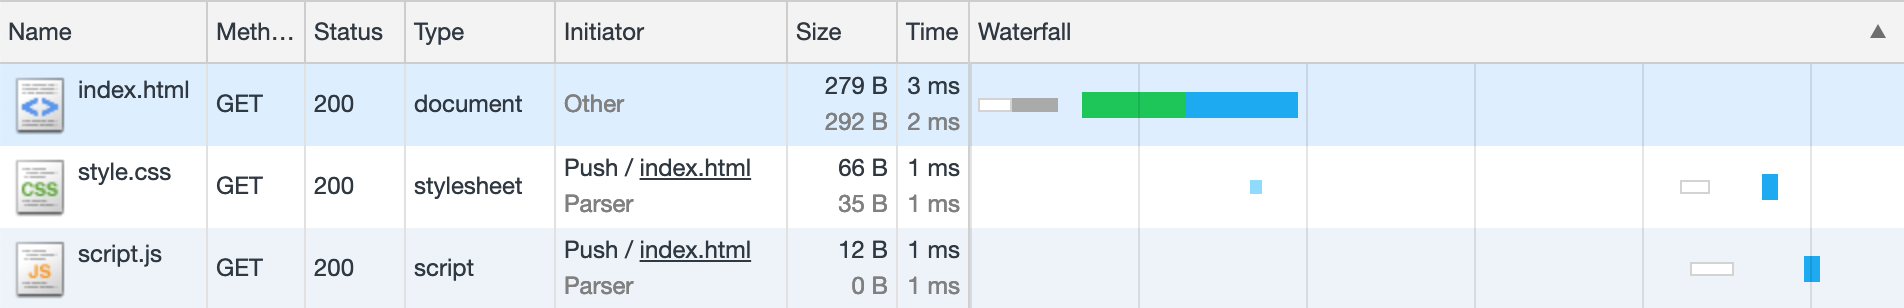 Name Meth… Status Type Initiator Size Time Waterfall ▲
<> index.html GET 200 document Other 279 B 3 ms
292 B 2 ms
CSS style.css GET 200 stylesheet Push / index.html 66 B 1 ms
Parser 35 B 1 ms
JS script.js GET 200 script Push / index.html 12 B 1 ms
Parser 0 B 1 ms